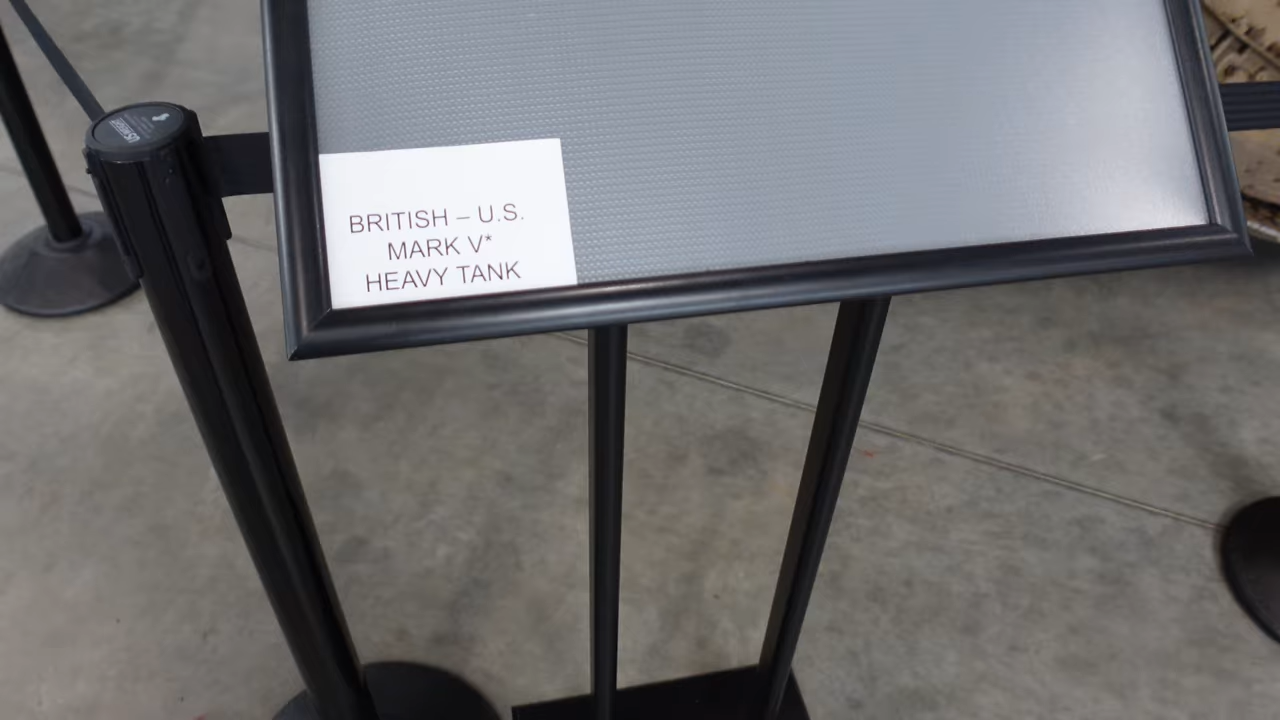 BRITISH – U.S.
MARK V*
HEAVY TANK